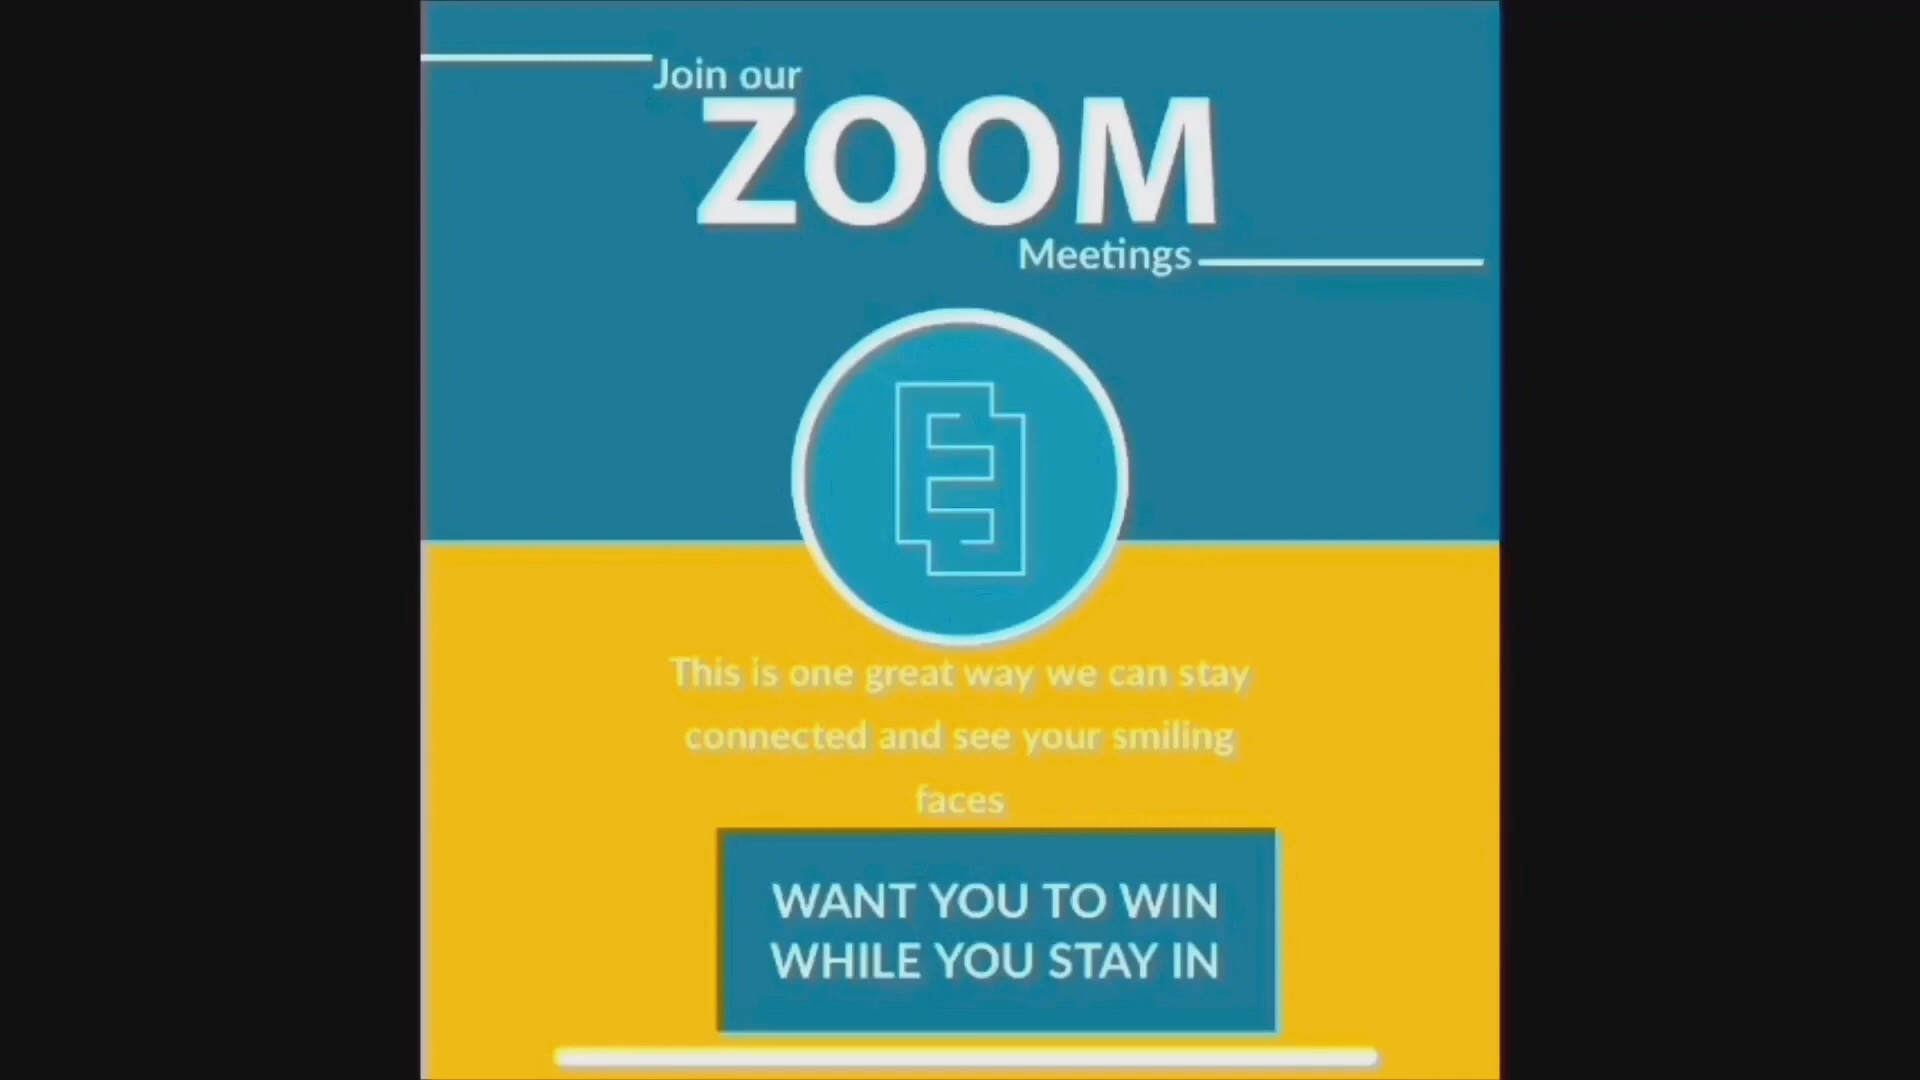 Join our
ZOOM
Meetings
This is one great way we can stay
connected and see your smiling
faces
WANT YOU TO WIN
WHILE YOU STAY IN